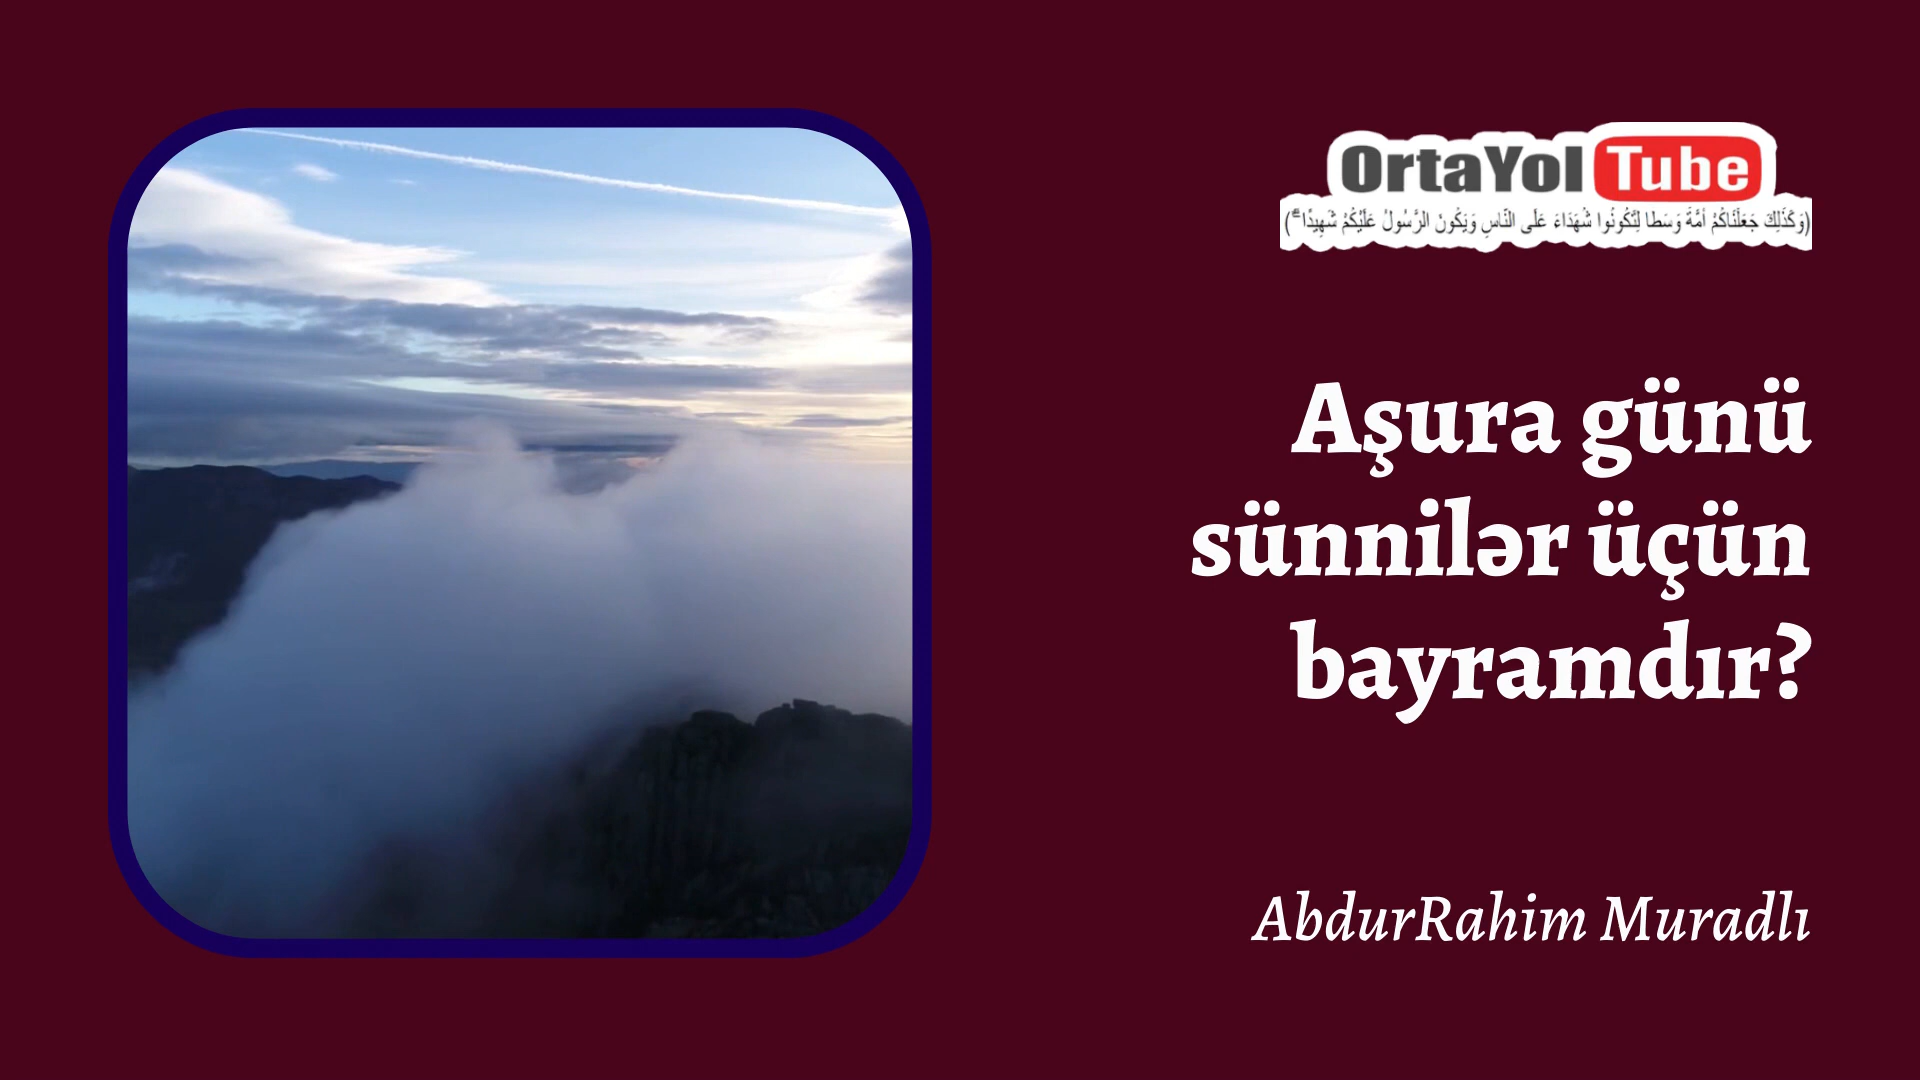 OrtaYol Tube
(وَكَذَٰلِكَ جَعَلْنَاكُمْ أُمَّةً وَسَطًا لِّتَكُونُوا شُهَدَاءَ عَلَى النَّاسِ وَيَكُونَ الرَّسُولُ عَلَيْكُمْ شَهِيدًا ۗ)
Aşura günü
sünnilər üçün
bayramdır?
AbdurRahim Muradlı